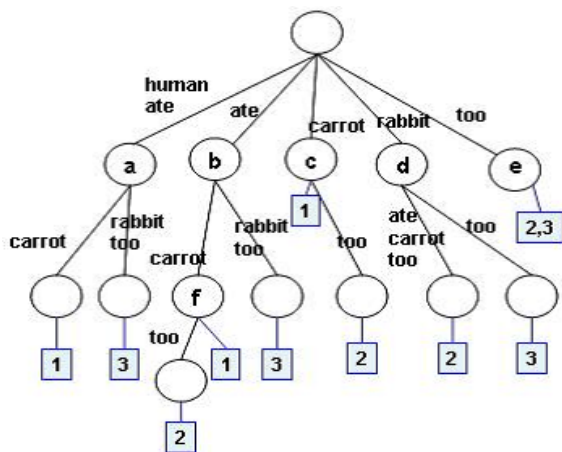 human
ate
ate
carrot
rabbit
too
a
b
c
d
e
1
2,3
carrot
rabbit
too
carrot
rabbit
too
too
ate
carrot
too
too
f
1
3
too
1
3
2
2
3
2